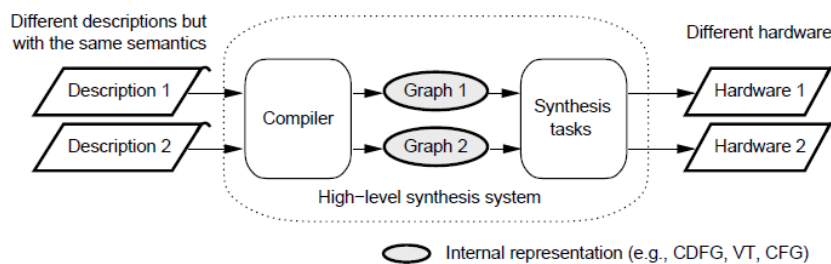 Different descriptions but
with the same semantics
Different hardware
Description 1
Compiler
Graph 1
Synthesis
tasks
Hardware 1
Description 2
Graph 2
Hardware 2
High-level synthesis system
Internal representation (e.g., CDFG, VT, CFG)